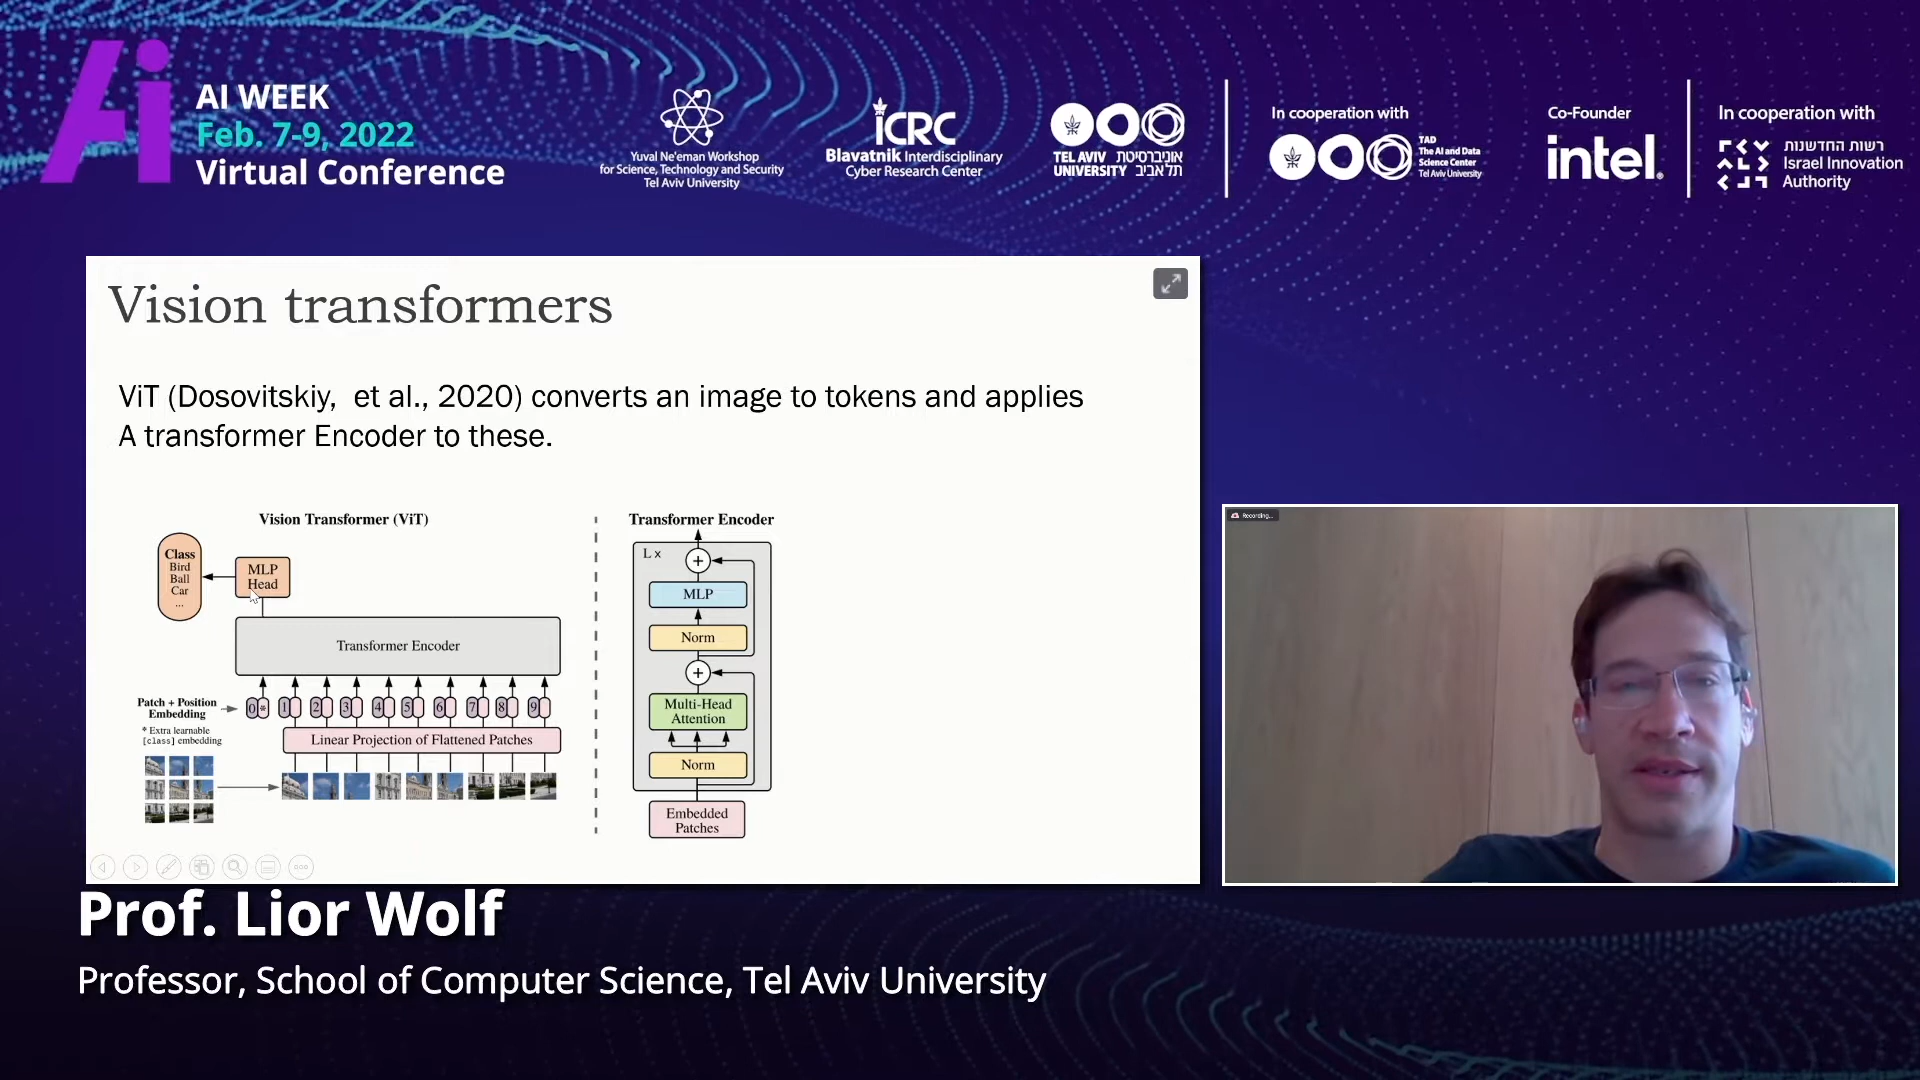 Ai
AI WEEK
Feb. 7-9, 2022
Virtual Conference
Yuval Ne'eman Workshop
for Science, Technology and Security
Tel Aviv University
ICRC
Blavatnik Interdisciplinary
Cyber Research Center
TEL AVIV אוניברסיטת
UNIVERSITY תל אביב
In cooperation with
TAD
The AI and Data
Science Center
Tel Aviv University
Co-Founder
intel.
In cooperation with
רשות החדשנות
Israel Innovation
Authority
Vision transformers
ViT (Dosovitskiy,  et al., 2020) converts an image to tokens and applies
A transformer Encoder to these.
Vision Transformer (ViT)
Class
Bird
Ball
Car
...
MLP
Head
Transformer Encoder
Patch + Position
Embedding
0 * 1 2 3 4 5 6 7 8 9
* Extra learnable
[class] embedding
Linear Projection of Flattened Patches
Transformer Encoder
L x
+
MLP
Norm
+
Multi-Head
Attention
Norm
Embedded
Patches
Recording...
Prof. Lior Wolf
Professor, School of Computer Science, Tel Aviv University